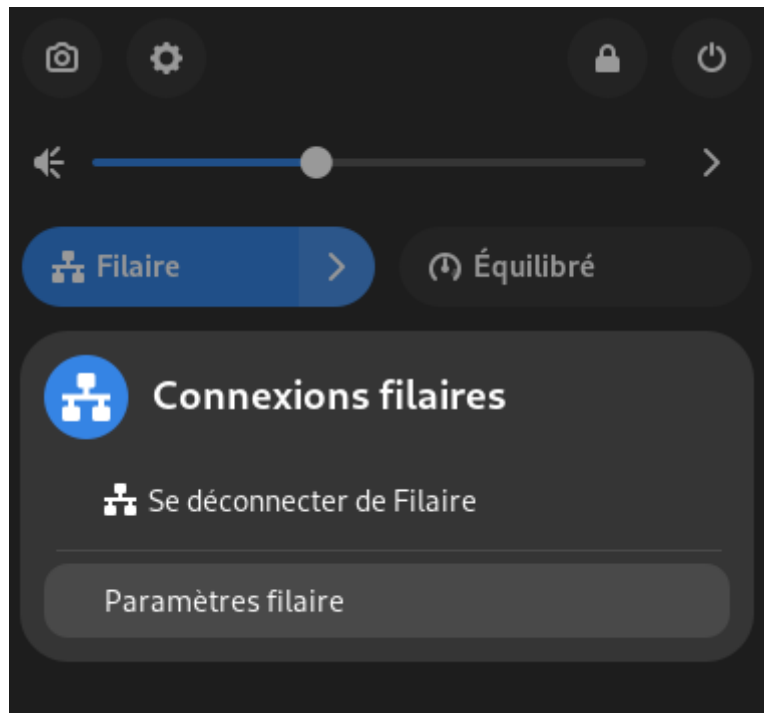 Filaire
Équilibré
Connexions filaires
Se déconnecter de Filaire
Paramètres filaire